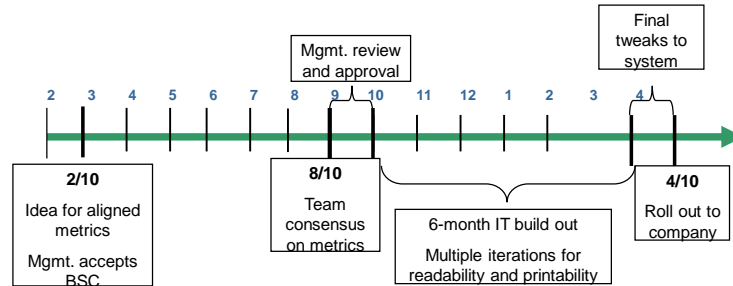 Final
tweaks to
system
Mgmt. review
and approval
2 3 4 5 6 7 8 9 10 11 12 1 2 3 4
2/10
Idea for aligned
metrics
Mgmt. accepts
BSC
8/10
Team
consensus
on metrics
6-month IT build out
Multiple iterations for
readability and printability
4/10
Roll out to
company